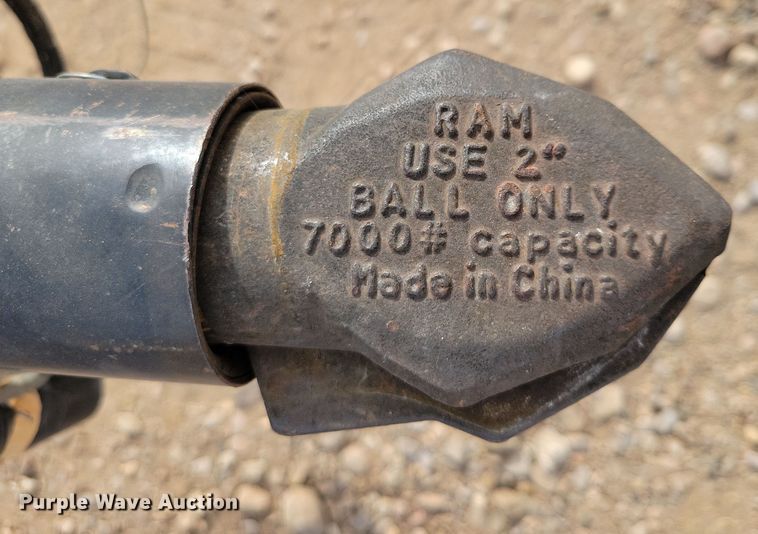 RAM
USE 2"
BALL ONLY
7000# capacity
Made in China
Purple Wave Auction